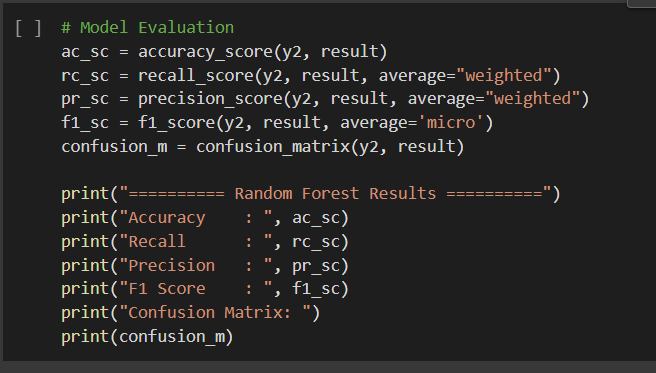 [ ] # Model Evaluation
ac_sc = accuracy_score(y2, result)
rc_sc = recall_score(y2, result, average="weighted")
pr_sc = precision_score(y2, result, average="weighted")
f1_sc = f1_score(y2, result, average='micro')
confusion_m = confusion_matrix(y2, result)

print("========== Random Forest Results ==========")
print("Accuracy    : ", ac_sc)
print("Recall      : ", rc_sc)
print("Precision   : ", pr_sc)
print("F1 Score    : ", f1_sc)
print("Confusion Matrix: ")
print(confusion_m)